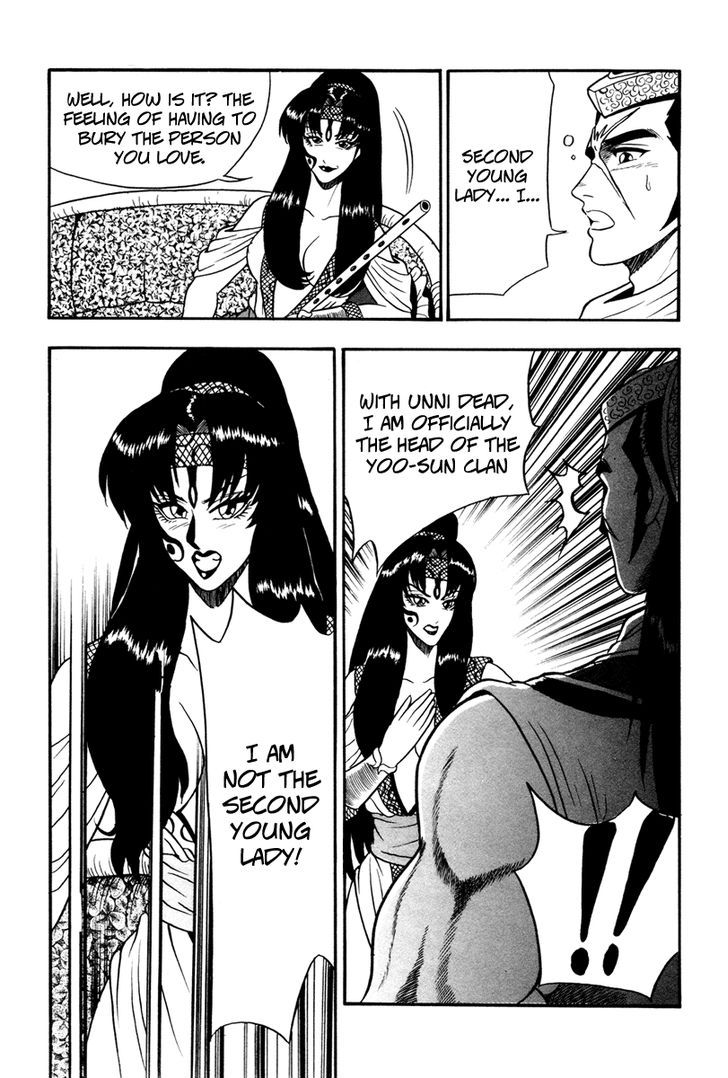 WELL, HOW IS IT? THE
FEELING OF HAVING TO
BURY THE PERSON
YOU LOVE.
SECOND
YOUNG
LADY... I...
I AM
NOT THE
SECOND
YOUNG
LADY!
WITH UNNI DEAD,
I AM OFFICIALLY
THE HEAD OF THE
YOO-SUN CLAN
!!